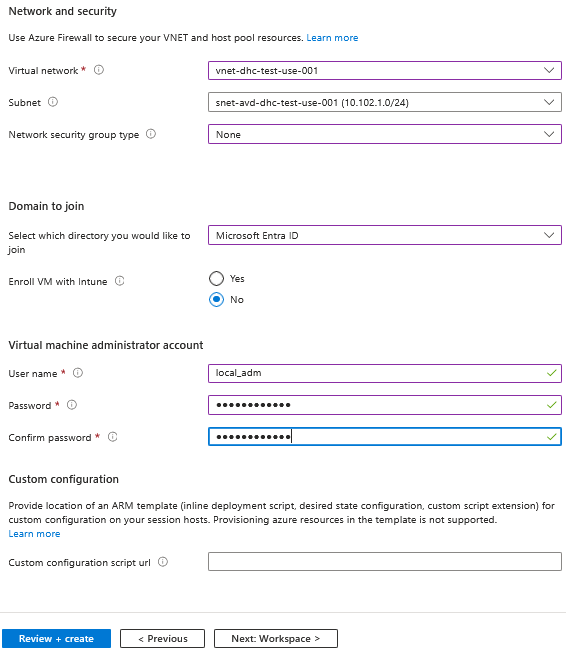 Network and security
Use Azure Firewall to secure your VNET and host pool resources. Learn more
Virtual network *
vnet-dhc-test-use-001
Subnet
snet-avd-dhc-test-use-001 (10.102.1.0/24)
Network security group type
None
Domain to join
Select which directory you would like to
join
Microsoft Entra ID
Enroll VM with Intune
Yes
No
Virtual machine administrator account
User name *
local_adm
Password *
••••••••••••
Confirm password *
••••••••••••
Custom configuration
Provide location of an ARM template (inline deployment script, desired state configuration, custom script extension) for
custom configuration on your session hosts. Provisioning azure resources in the template is not supported.
Learn more
Custom configuration script url
Review + create
< Previous
Next: Workspace >